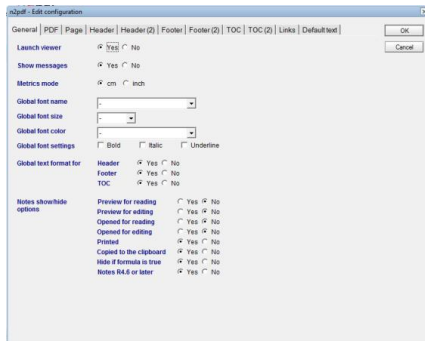 n2pdf - Edit configuration
General PDF Page Header Header (2) Footer Footer (2) TOC TOC (2) Links Default text
OK
Launch viewer Yes No
Cancel
Show messages Yes No
Metrics mode cm inch
Global font name -
Global font size -
Global font color -
Global font settings Bold Italic Underline
Global text format for Header Yes No
Footer Yes No
TOC Yes No
Notes show/hide Preview for reading Yes No
options Preview for editing Yes No
Opened for reading Yes No
Opened for editing Yes No
Printed Yes No
Copied to the clipboard Yes No
Hide if formula is true Yes No
Notes R4.6 or later Yes No